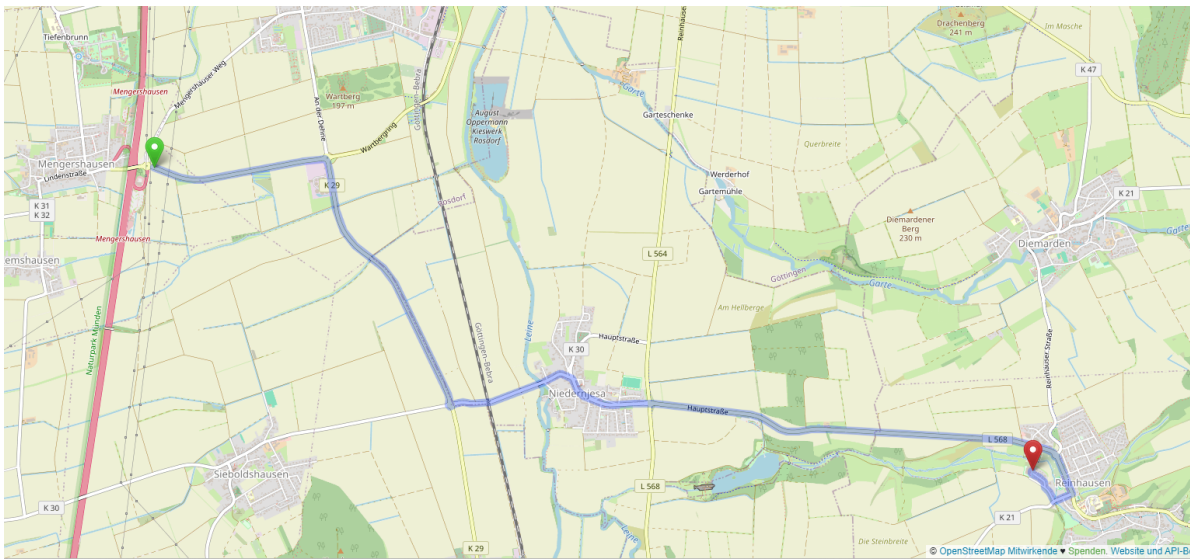 Tiefenbrunn
Mengershausen
Mengershäuser Weg
An der Dehne
Wartberg
197 m
Wartbergring
Göttingen-Bebra
August
Oppermann
Kieswerk
Rosdorf
Reinhäuser
Drachenberg
241 m
Im Masche
K 47
Garte
Garteschenke
Querbreite
Mengershausen
Lindenstraße
K 29
Werderhof
Gartemühle
K 21
K 31
K 32
Rosdorf
Diemardener
Berg
230 m
Diemarden
Mengershausen
emshausen
L 564
Göttingen
Garte
Garte
Am Hellberge
Naturpark Münden
Göttingen-Bebra
Leine
Hauptstraße
K 30
Reinhäuser Straße
Niedernjesa
Hauptstraße
L 568
Sieboldshausen
Reinhausen
L 568
K 30
K 21
Leine
Die Steinbreite
K 29
© OpenStreetMap Mitwirkende ♥ Spenden. Website und API-B